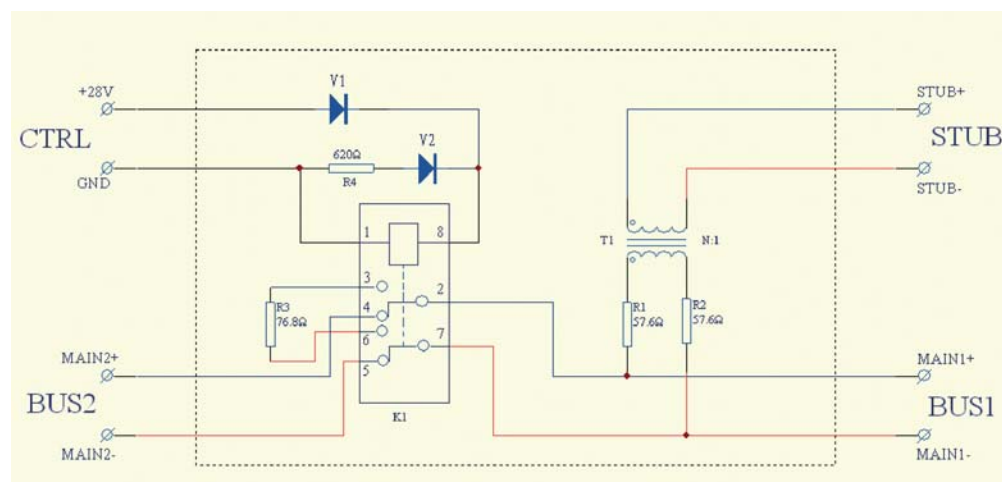 V1
+28V
STUB+
CTRL
V2
STUB
620Ω
GND
R4
STUB-
1
8
T1
N:1
3
2
R3
76.8Ω
4
R1
57.6Ω
R2
57.6Ω
6
7
MAIN2+
5
MAIN1+
BUS2
K1
BUS1
MAIN2-
MAIN1-